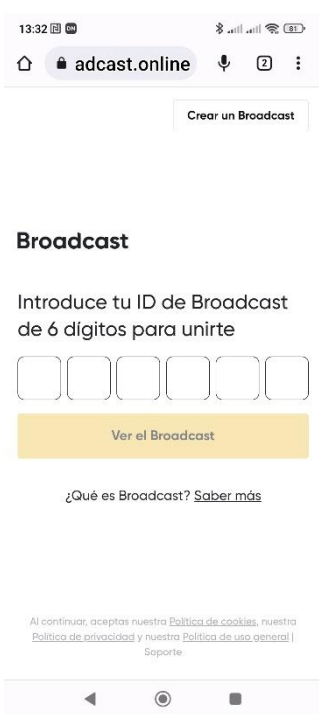 13:32
81
adcast.online
2
Crear un Broadcast
Broadcast
Introduce tu ID de Broadcast
de 6 dígitos para unirte
Ver el Broadcast
¿Qué es Broadcast? Saber más
Al continuar, aceptas nuestra Política de cookies, nuestra
Política de privacidad y nuestra Política de uso general |
Soporte